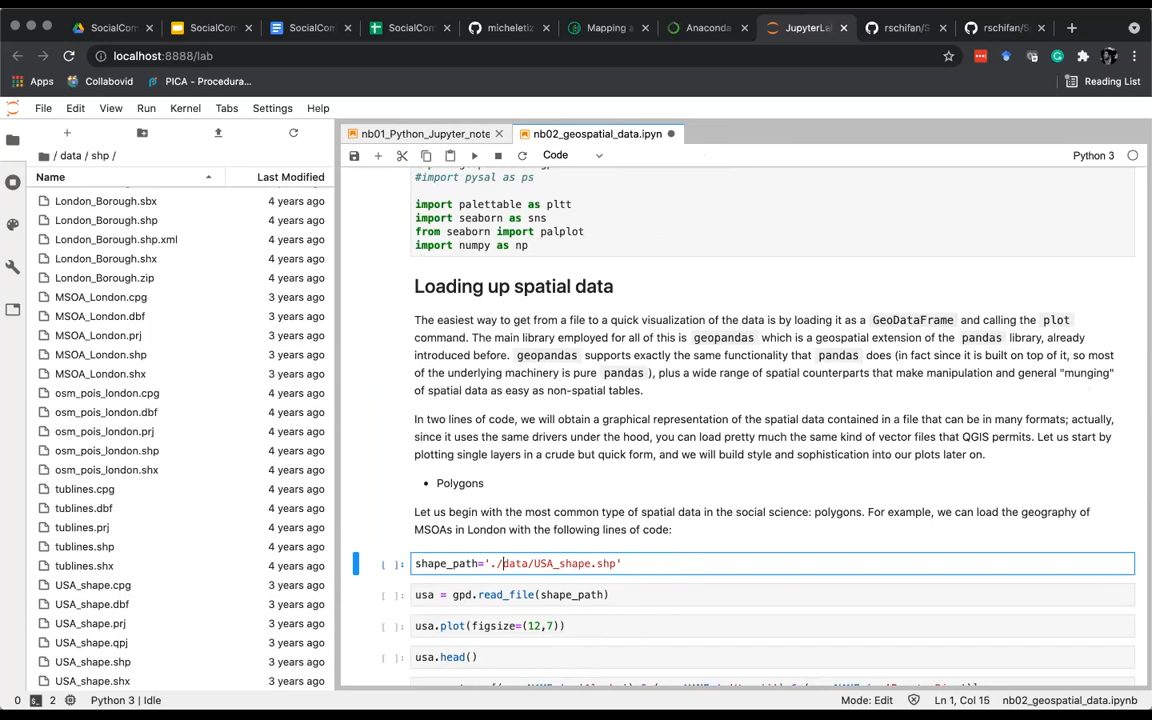 SocialCom
SocialCom
SocialCom
SocialCom
micheletiz
Mapping a
Anaconda
JupyterLa
rschifan/S
rschifan/S
localhost:8888/lab
Apps
Collabovid
PICA - Procedura...
Reading List
File
Edit
View
Run
Kernel
Tabs
Settings
Help
/ data / shp /
Name
Last Modified
London_Borough.sbx 4 years ago
London_Borough.shp 4 years ago
London_Borough.shp.xml 4 years ago
London_Borough.shx 4 years ago
London_Borough.zip 4 years ago
MSOA_London.cpg 3 years ago
MSOA_London.dbf 3 years ago
MSOA_London.prj 3 years ago
MSOA_London.shp 3 years ago
MSOA_London.shx 3 years ago
osm_pois_london.cpg 4 years ago
osm_pois_london.dbf 4 years ago
osm_pois_london.prj 4 years ago
osm_pois_london.shp 4 years ago
osm_pois_london.shx 4 years ago
tublines.cpg 4 years ago
tublines.dbf 4 years ago
tublines.prj 4 years ago
tublines.shp 4 years ago
tublines.shx 4 years ago
USA_shape.cpg 3 years ago
USA_shape.dbf 3 years ago
USA_shape.prj 3 years ago
USA_shape.qpj 3 years ago
USA_shape.shp 3 years ago
USA_shape.shx 3 years ago
nb01_Python_Jupyter_note
nb02_geospatial_data.ipyn
Code
Python 3
#import pysal as ps
import palettable as pltt
import seaborn as sns
from seaborn import palplot
import numpy as np
Loading up spatial data
The easiest way to get from a file to a quick visualization of the data is by loading it as a GeoDataFrame and calling the plot
command. The main library employed for all of this is geopandas which is a geospatial extension of the pandas library, already
introduced before. geopandas supports exactly the same functionality that pandas does (in fact since it is built on top of it, so most
of the underlying machinery is pure pandas ), plus a wide range of spatial counterparts that make manipulation and general "munging"
of spatial data as easy as non-spatial tables.
In two lines of code, we will obtain a graphical representation of the spatial data contained in a file that can be in many formats; actually,
since it uses the same drivers under the hood, you can load pretty much the same kind of vector files that QGIS permits. Let us start by
plotting single layers in a crude but quick form, and we will build style and sophistication into our plots later on.
• Polygons
Let us begin with the most common type of spatial data in the social science: polygons. For example, we can load the geography of
MSOAs in London with the following lines of code:
[ ]: shape_path='./data/USA_shape.shp'
[ ]: usa = gpd.read_file(shape_path)
[ ]: usa.plot(figsize=(12,7))
[ ]: usa.head()
0
2
Python 3 | Idle
Mode: Edit
Ln 1, Col 15
nb02_geospatial_data.ipynb